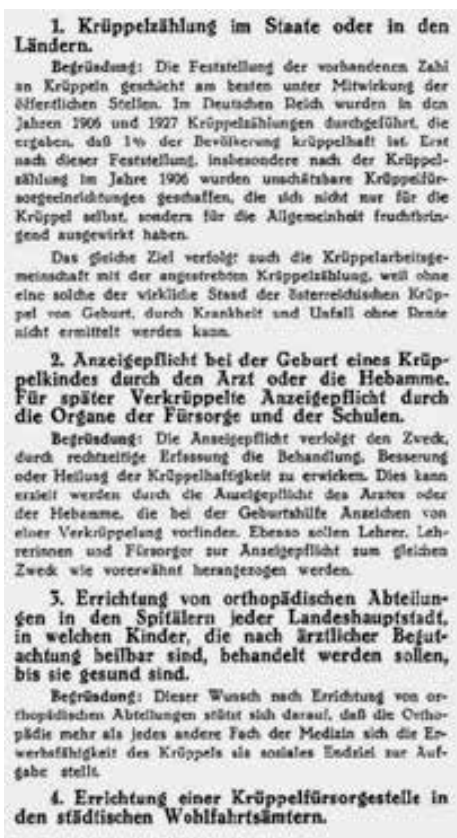 1. Krüppelzählung im Staate oder in den
Ländern.
Begründung: Die Feststellung der vorhandenen Zahl
an Krüppeln geschieht am besten unter Mitwirkung der
öffentlichen Stellen. Im Deutschen Reich wurden in den
Jahren 1906 und 1927 Krüppelzählungen durchgeführt, die
ergaben, daß 1% der Bevölkerung krüppelhaft ist. Erst
nach dieser Feststellung, insbesondere nach der Krüppel-
zählung im Jahre 1906 wurden unschätzbare Krüppelfür-
sorgeeinrichtungen geschaffen, die sich nicht nur für die
Krüppel selbst, sondern für die Allgemeinheit fruchtbrin-
gend ausgewirkt haben.
Das gleiche Ziel verfolgt auch die Krüppelarbeitsge-
meinschaft mit der angestrebten Krüppelzählung, weil ohne
eine solche der wirkliche Stand der österreichischen Krüp-
pel von Geburt, durch Krankheit und Unfall ohne Rente
nicht ermittelt werden kann.
2. Anzeigepflicht bei der Geburt eines Krüp-
pelkindes durch den Arzt oder die Hebamme.
Für später Verkrüppelte Anzeigepflicht durch
die Organe der Fürsorge und der Schulen.
Begründung: Die Anzeigepflicht verfolgt den Zweck,
durch rechtzeitige Erfassung die Behandlung, Besserung
oder Heilung der Krüppelhaftigkeit zu erwirken. Dies kann
erzielt werden durch die Anzeigepflicht des Arztes oder
der Hebamme, die bei der Geburtshilfe Anzeichen von
einer Verkrüppelung vorfinden. Ebenso sollen Lehrer, Leh-
rerinnen und Fürsorger zur Anzeigepflicht zum gleichen
Zweck wie vorerwähnt herangezogen werden.
3. Errichtung von orthopädischen Abteilun-
gen in den Spitälern jeder Landeshauptstadt,
in welchen Kinder, die nach ärztlicher Begut-
achtung heilbar sind, behandelt werden sollen,
bis sie gesund sind.
Begründung: Dieser Wunsch nach Errichtung von or-
thopädischen Abteilungen stützt sich darauf, daß die Ortho-
pädie mehr als jedes andere Fach der Medizin sich die Er-
werbsfähigkeit des Krüppels als soziales Endziel zur Auf-
gabe stellt.
4. Errichtung einer Krüppelfürsorgestelle in
den städtischen Wohlfahrtsämtern.